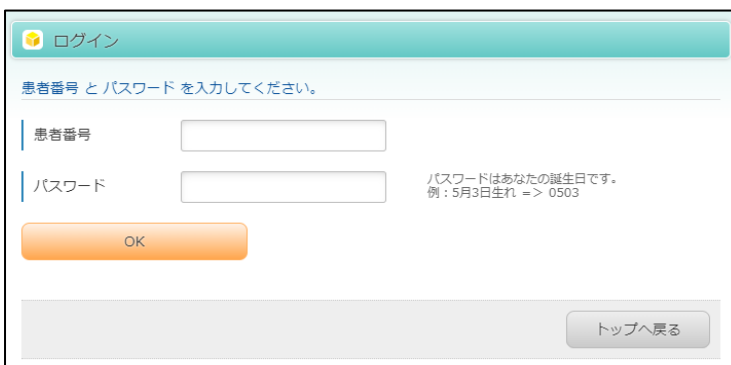 ログイン
患者番号 と パスワード を入力してください。
患者番号
パスワード
パスワードはあなたの誕生日です。
例：5月3日生れ => 0503
OK
トップへ戻る